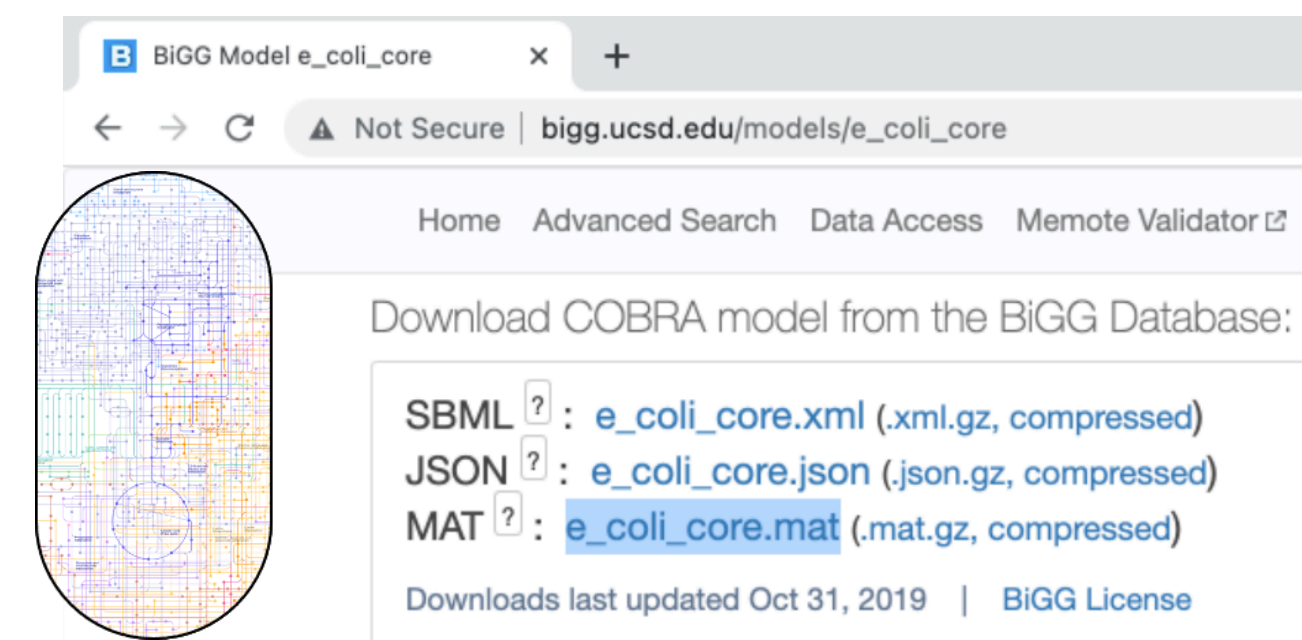 B BiGG Model e_coli_core × +
Not Secure | bigg.ucsd.edu/models/e_coli_core
Home Advanced Search Data Access Memote Validator
Download COBRA model from the BiGG Database:
SBML ? : e_coli_core.xml (.xml.gz, compressed)
JSON ? : e_coli_core.json (.json.gz, compressed)
MAT ? : e_coli_core.mat (.mat.gz, compressed)
Downloads last updated Oct 31, 2019 | BiGG License